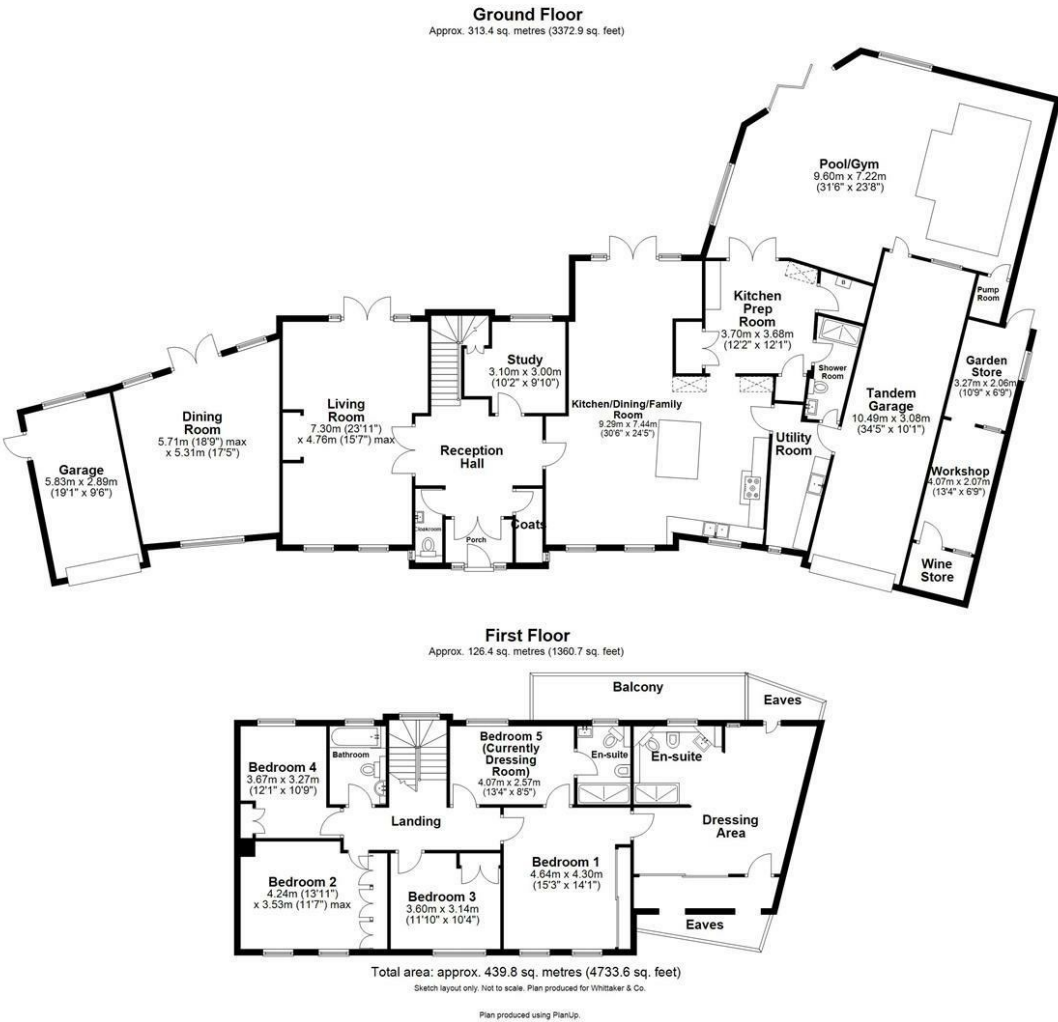 Ground Floor
Approx. 313.4 sq. metres (3372.9 sq. feet)
Pool/Gym
9.60m x 7.22m
(31'6" x 23'8")
Pump
Room
Kitchen
Prep
Room
3.70m x 3.68m
(12'2" x 12'1")
Study
3.10m x 3.00m
(10'2" x 9'10")
Shower
Room
Garden
Store
3.27m x 2.06m
(10'9" x 6'9")
Tandem
Garage
10.49m x 3.08m
(34'5" x 10'1")
Kitchen/Dining/Family
Room
9.29m x 7.44m
(30'6" x 24'5")
Living
Room
7.30m (23'11")
x 4.76m (15'7") max
Dining
Room
5.71m (18'9") max
x 5.31m (17'5")
Reception
Hall
Utility
Room
Garage
5.83m x 2.89m
(19'1" x 9'6")
Workshop
4.07m x 2.07m
(13'4" x 6'9")
Cloakroom
Porch
Coats
Wine
Store
First Floor
Approx. 126.4 sq. metres (1360.7 sq. feet)
Balcony
Eaves
Bedroom 5
(Currently
Dressing
Room)
4.07m x 2.57m
(13'4" x 8'5")
Bathroom
En-suite
En-suite
Bedroom 4
3.67m x 3.27m
(12'1" x 10'9")
Landing
Dressing
Area
Bedroom 1
4.64m x 4.30m
(15'3" x 14'1")
Bedroom 2
4.24m (13'11")
x 3.53m (11'7") max
Bedroom 3
3.60m x 3.14m
(11'10" x 10'4")
Eaves
Total area: approx. 439.8 sq. metres (4733.6 sq. feet)
Sketch layout only. Not to scale. Plan produced for Whittaker & Co.
Plan produced using PlanUp.